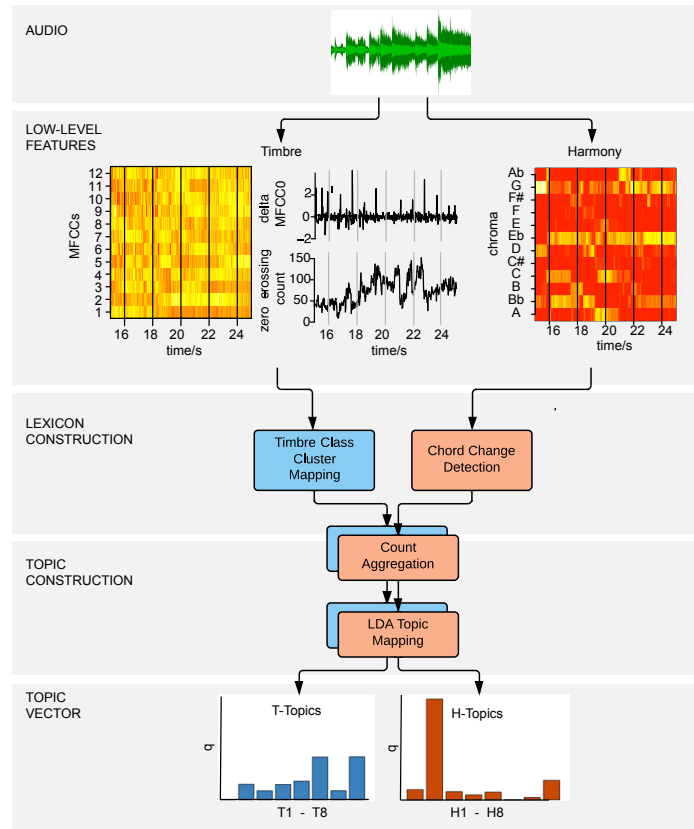 AUDIO
LOW-LEVEL
FEATURES
Timbre
Harmony
MFCCs
12
11
10
9
8
7
6
5
4
3
2
1
16 18 20 22 24
time/s
delta
MFCC0
4
2
−2
zero crossing
count
150
100
50
0
16 18 20 22 24
time/s
chroma
Ab
G
F#
F
E
Eb
D
C#
C
B
Bb
A
16 18 20 22 24
time/s
LEXICON
CONSTRUCTION
Timbre Class
Cluster
Mapping
Chord Change
Detection
TOPIC
CONSTRUCTION
Count
Aggregation
LDA Topic
Mapping
TOPIC
VECTOR
T-Topics
q
T1 - T8
H-Topics
q
H1 - H8